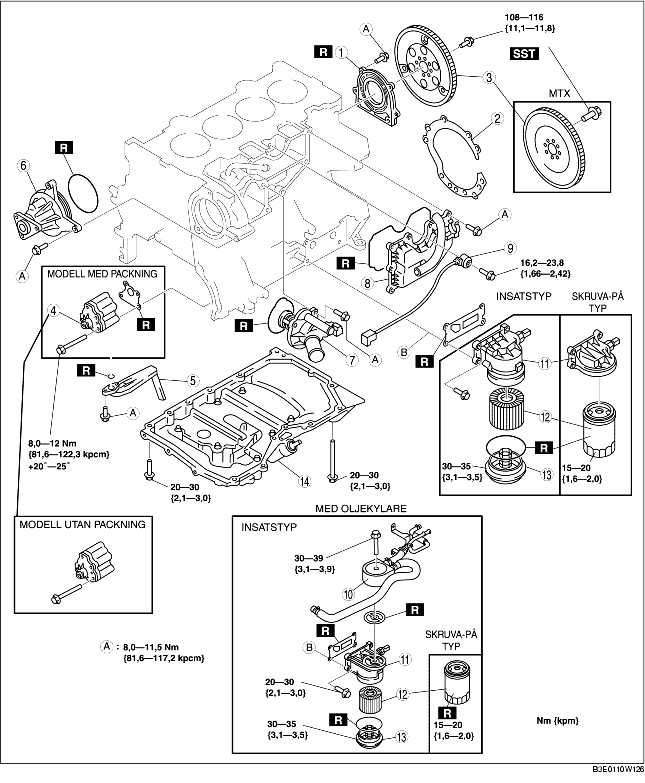 108—116
{11,1—11,8}
SST
A
R
1
3
MTX
2
R
6
A
9
16,2—23,8
{1,66—2,42}
A
R
8
MODELL MED PACKNING
4
R
INSATSTYP
SKRUVA-PÅ
TYP
R
7
A
B
R
11
R
5
A
12
8,0—12 Nm
{81,6—122,3 kpcm}
+20˚—25˚
R
30—35
{3,1—3,5}
13
15—20
{1,6—2,0}
14
20—30
{2,1—3,0}
20—30
{2,1—3,0}
MED OLJEKYLARE
MODELL UTAN PACKNING
INSATSTYP
30—39
{3,1—3,9}
10
R
R
B
11
SKRUVA-PÅ
TYP
A : 8,0—11,5 Nm
{81,6—117,2 kpcm}
20—30
{2,1—3,0}
12
R
R
30—35
{3,1—3,5}
13
15—20
{1,6—2,0}
Nm {kpm}
B3E0110W126